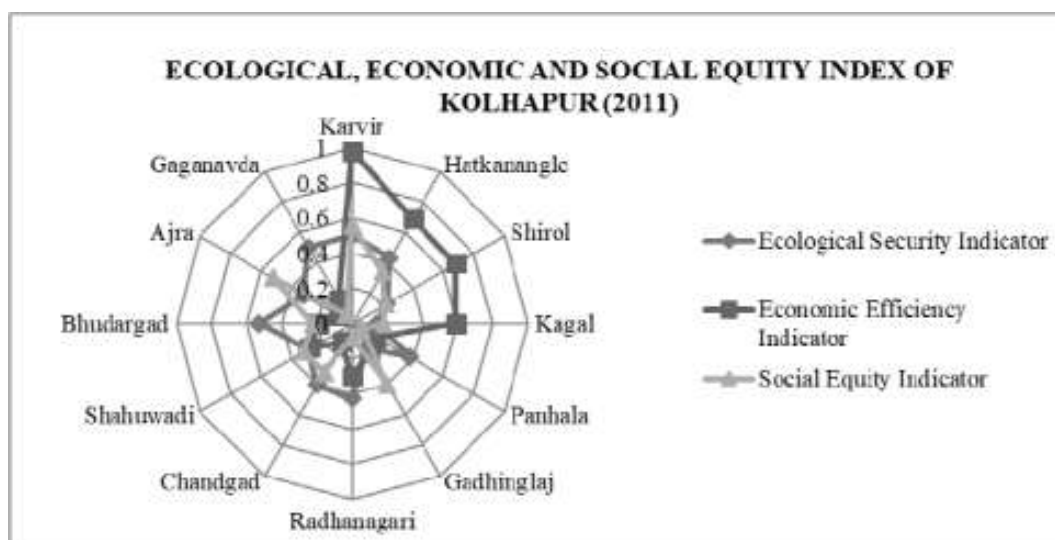 ECOLOGICAL, ECONOMIC AND SOCIAL EQUITY INDEX OF
KOLHAPUR (2011)
Karvir
Hatkanangle
Shirol
Kagal
Panhala
Gadhinglaj
Radhanagari
Chandgad
Shahuwadi
Bhudargad
Ajra
Gaganavda
1
0.8
0.6
0.4
0.2
0
Ecological Security Indicator
Economic Efficiency
Indicator
Social Equity Indicator